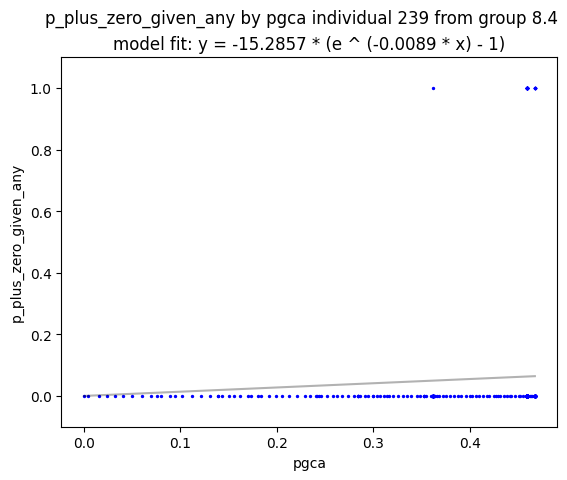 p_plus_zero_given_any by pgca individual 239 from group 8.4
model fit: y = -15.2857 * (e ^ (-0.0089 * x) - 1)
1.0
0.8
0.6
0.4
0.2
0.0
p_plus_zero_given_any
0.0 0.1 0.2 0.3 0.4
pgca